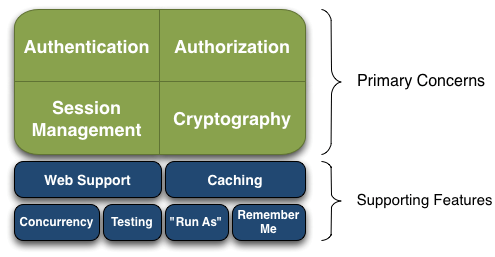 Authentication
Authorization
Primary Concerns
Session
Management
Cryptography
Web Support
Caching
Supporting Features
Concurrency
Testing
"Run As"
Remember
Me